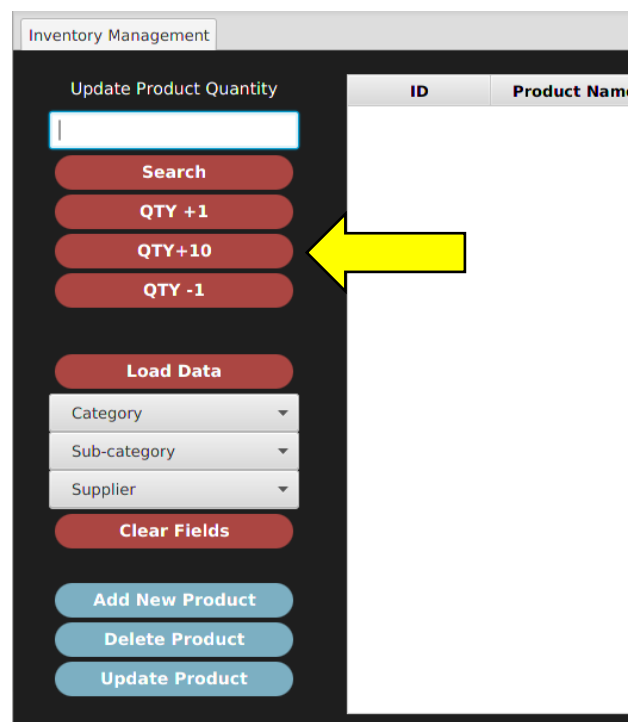 Inventory Management
Update Product Quantity
ID
Product Name
Search
QTY +1
QTY+10
QTY -1
Load Data
Category
Sub-category
Supplier
Clear Fields
Add New Product
Delete Product
Update Product